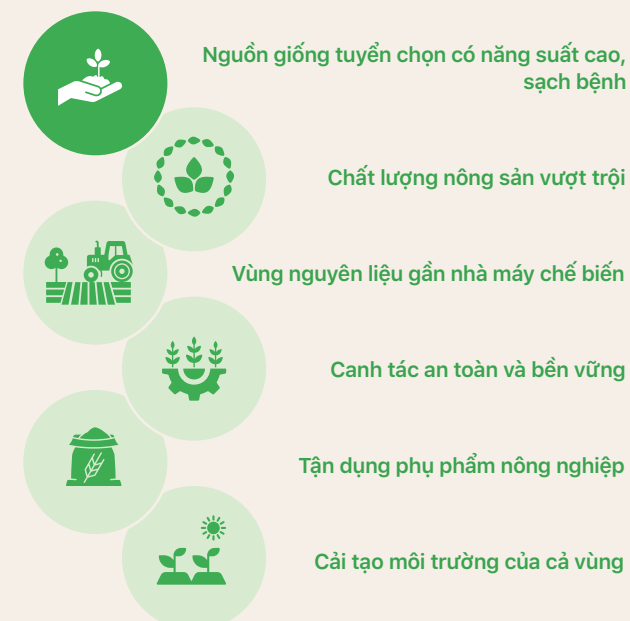 Nguồn giống tuyển chọn có năng suất cao,
sạch bệnh
Chất lượng nông sản vượt trội
Vùng nguyên liệu gần nhà máy chế biến
Canh tác an toàn và bền vững
Tận dụng phụ phẩm nông nghiệp
Cải tạo môi trường của cả vùng